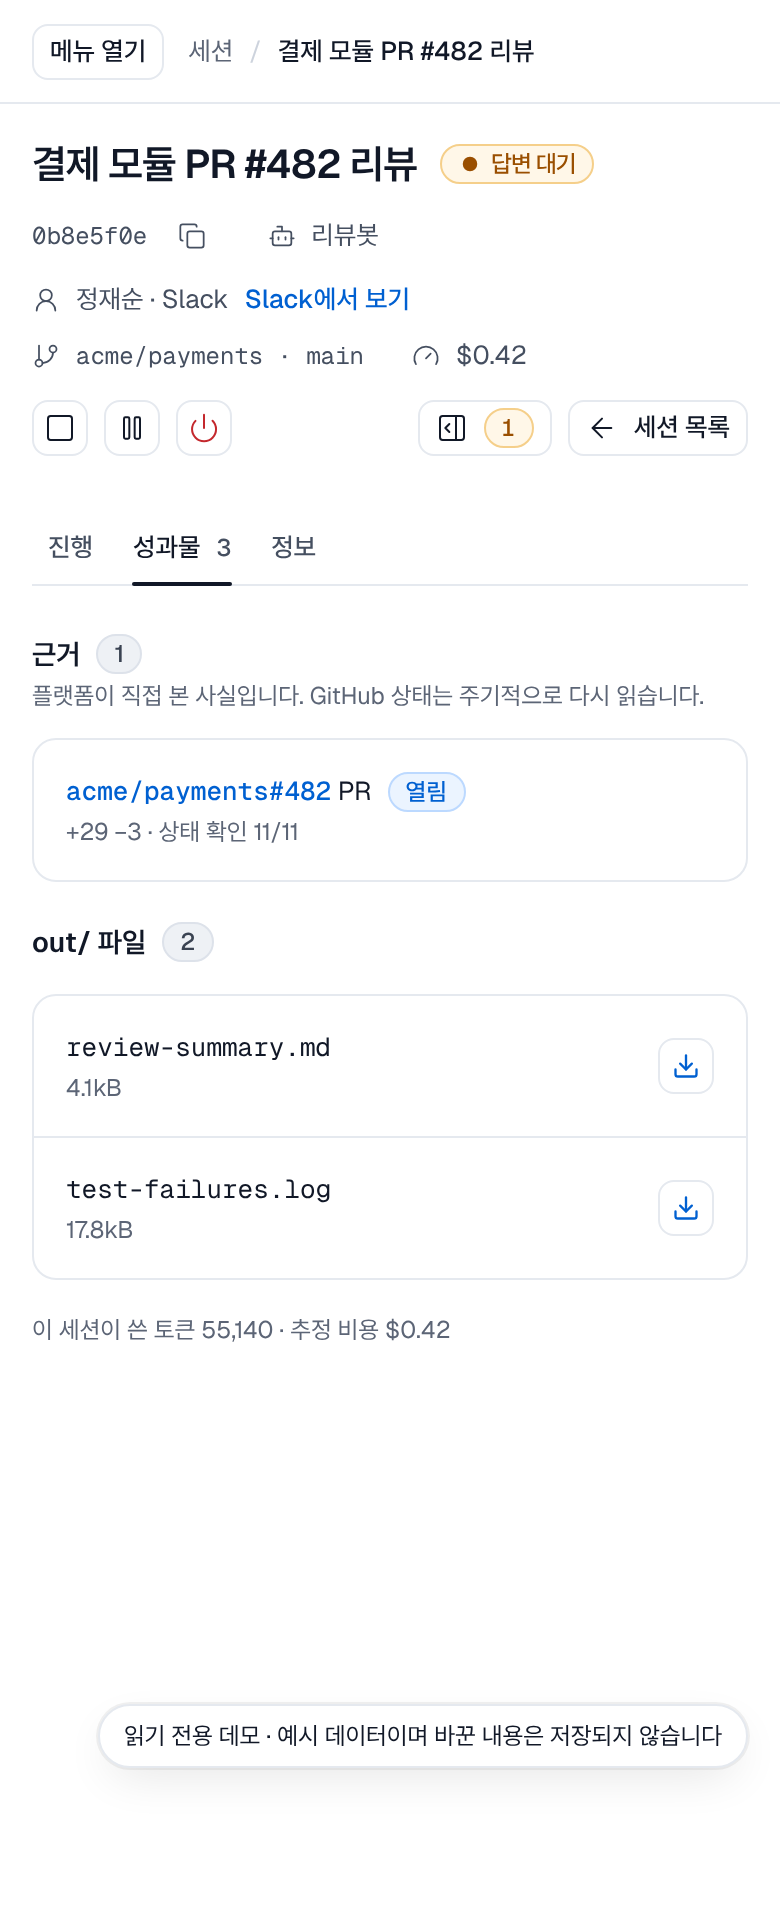 메뉴 열기 세션 / 결제 모듈 PR #482 리뷰
결제 모듈 PR #482 리뷰 답변 대기
0b8e5f0e 리뷰봇
정재순 · Slack Slack에서 보기
acme/payments · main $0.42
1 세션 목록
진행 성과물 3 정보
근거 1
플랫폼이 직접 본 사실입니다. GitHub 상태는 주기적으로 다시 읽습니다.
acme/payments#482 PR 열림
+29 −3 · 상태 확인 11/11
out/ 파일 2
review-summary.md
4.1kB
test-failures.log
17.8kB
이 세션이 쓴 토큰 55,140 · 추정 비용 $0.42
읽기 전용 데모 · 예시 데이터이며 바꾼 내용은 저장되지 않습니다